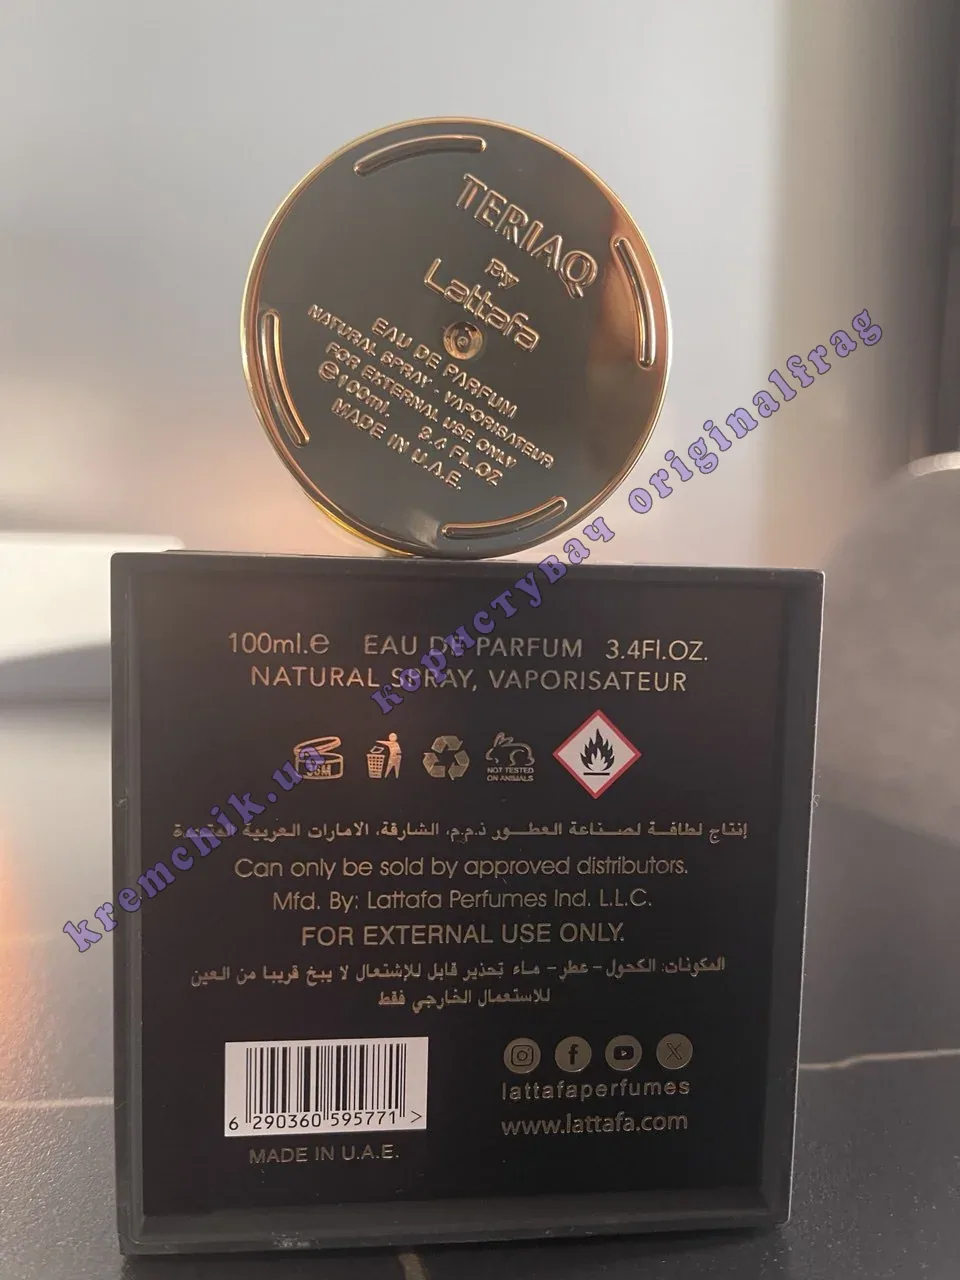 TERIAQ
By
Lattafa
EAU DE PARFUM
NATURAL SPRAY - VAPORISATEUR
FOR EXTERNAL USE ONLY
e100ml. 3.4 FL.OZ
MADE IN U.A.E.
100ml.e EAU DE PARFUM 3.4Fl.OZ.
NATURAL SPRAY, VAPORISATEUR
36M
NOT TESTED
ON ANIMALS
إنتاج لطافة لصناعة العطور ذ.م.م، الشارقة، الامارات العربية المتحدة
Can only be sold by approved distributors.
Mfd. By: Lattafa Perfumes Ind. L.L.C.
FOR EXTERNAL USE ONLY.
المكونات: الكحول - عطر - ماء تحذير قابل للإشتعال لا يبخ قريبا من العين
للاستعمال الخارجي فقط
6 290360 595771 >
MADE IN U.A.E.
lattafaperfumes
www.lattafa.com
kremchik.ua користувач originalfrag